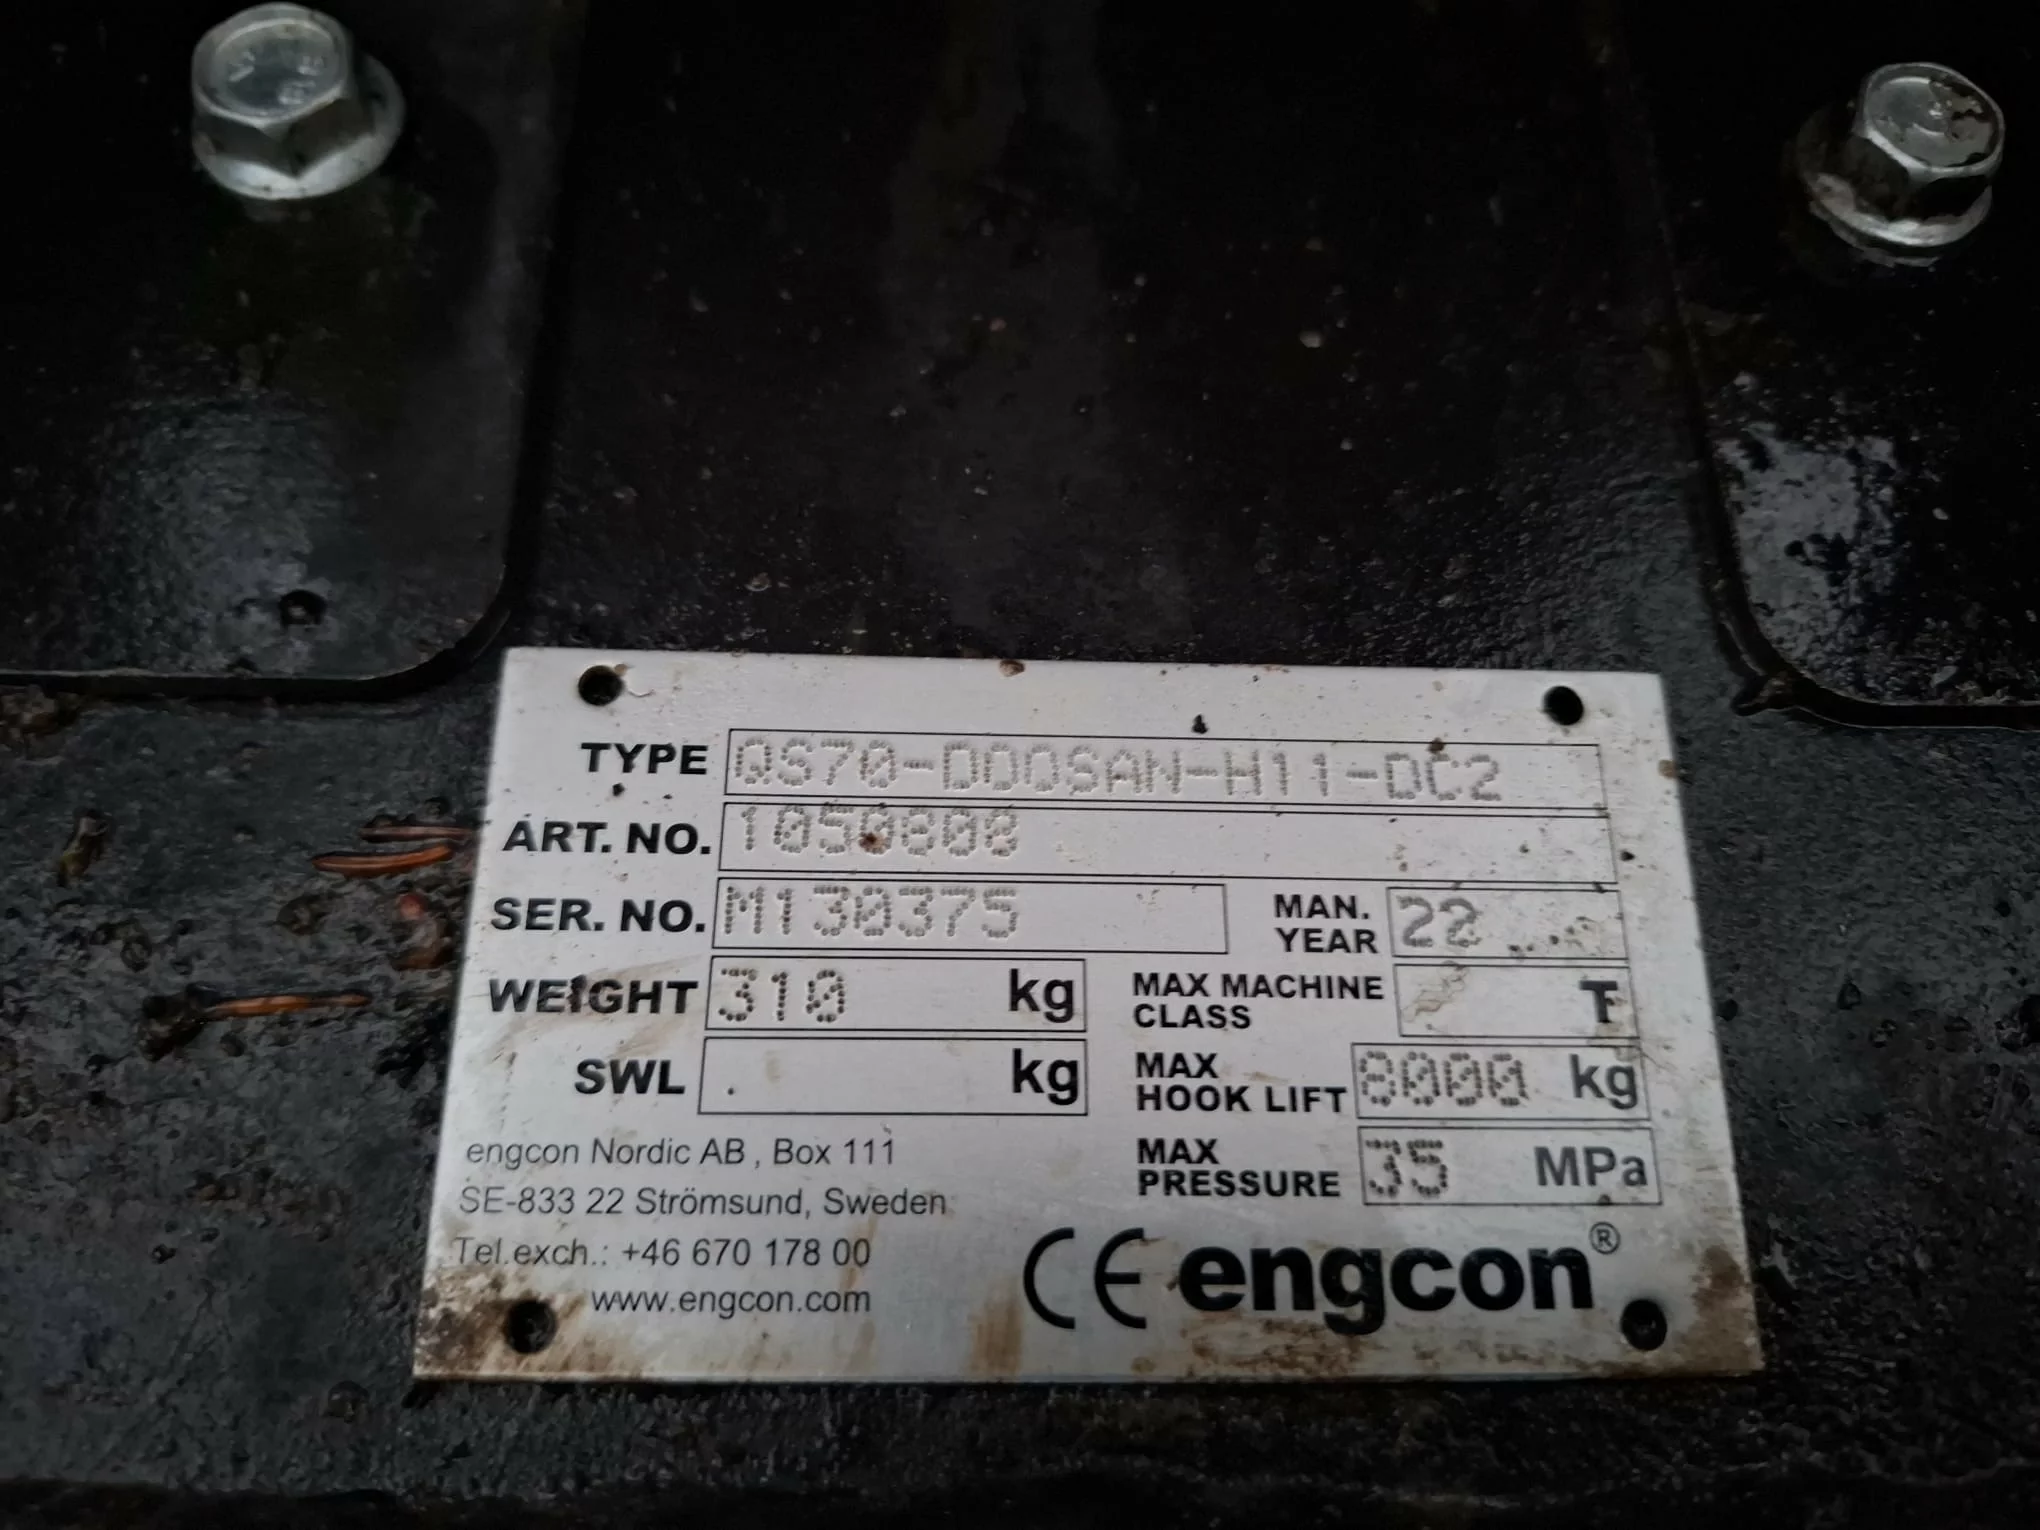 TYPE QS70-DOOSAN-H11-DC2
ART. NO. 1050808
SER. NO. M130375 MAN. YEAR 22
WEIGHT 310 kg MAX MACHINE CLASS T
SWL . kg MAX HOOK LIFT 8000 kg
MAX PRESSURE 35 MPa
engcon Nordic AB , Box 111
SE-833 22 Strömsund, Sweden
Tel.exch.: +46 670 178 00
www.engcon.com
CE engcon®